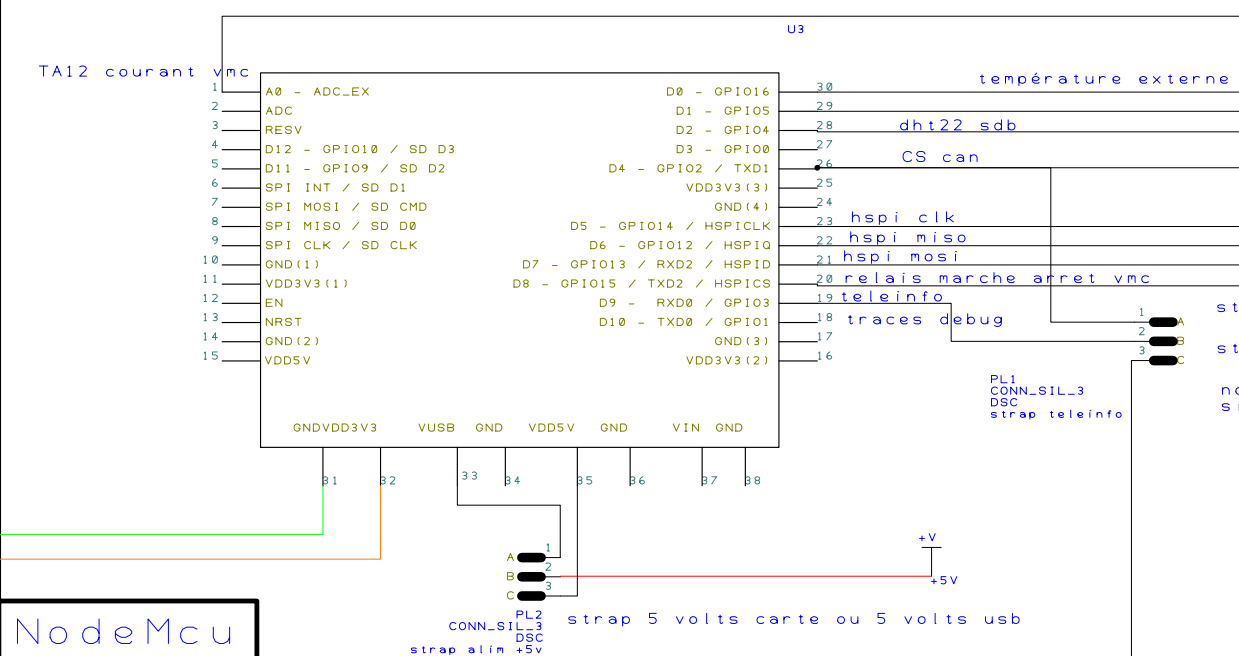 U3
TA12 courant vmc
température externe
1 A0 - ADC_EX D0 - GPIO16 30
2 ADC D1 - GPIO5 29
3 RESV D2 - GPIO4 28 dht22 sdb
4 D12 - GPIO10 / SD D3 D3 - GPIO0 27
5 D11 - GPIO9 / SD D2 D4 - GPIO2 / TXD1 26 CS can
6 SPI INT / SD D1 VDD3V3(3) 25
7 SPI MOSI / SD CMD GND(4) 24
8 SPI MISO / SD D0 D5 - GPIO14 / HSPICLK 23 hspi clk
9 SPI CLK / SD CLK D6 - GPIO12 / HSPIQ 22 hspi miso
10 GND(1) D7 - GPIO13 / RXD2 / HSPID 21 hspi mosi
11 VDD3V3(1) D8 - GPIO15 / TXD2 / HSPICS 20 relais marche arret vmc
12 EN D9 - RXD0 / GPIO3 19 teleinfo
13 NRST D10 - TXD0 / GPIO1 18 traces debug
14 GND(2) GND(3) 17
15 VDD5V VDD3V3(2) 16
1 A st
2 B st
3 C
PL1
CONN_SIL_3
DSC
strap teleinfo
GND VDD3V3 VUSB GND VDD5V GND VIN GND
31 32 33 34 35 36 37 38
A 1
B 2
C 3
+V
+5V
PL2
CONN_SIL_3
DSC
strap alim +5v
strap 5 volts carte ou 5 volts usb
NodeMcu